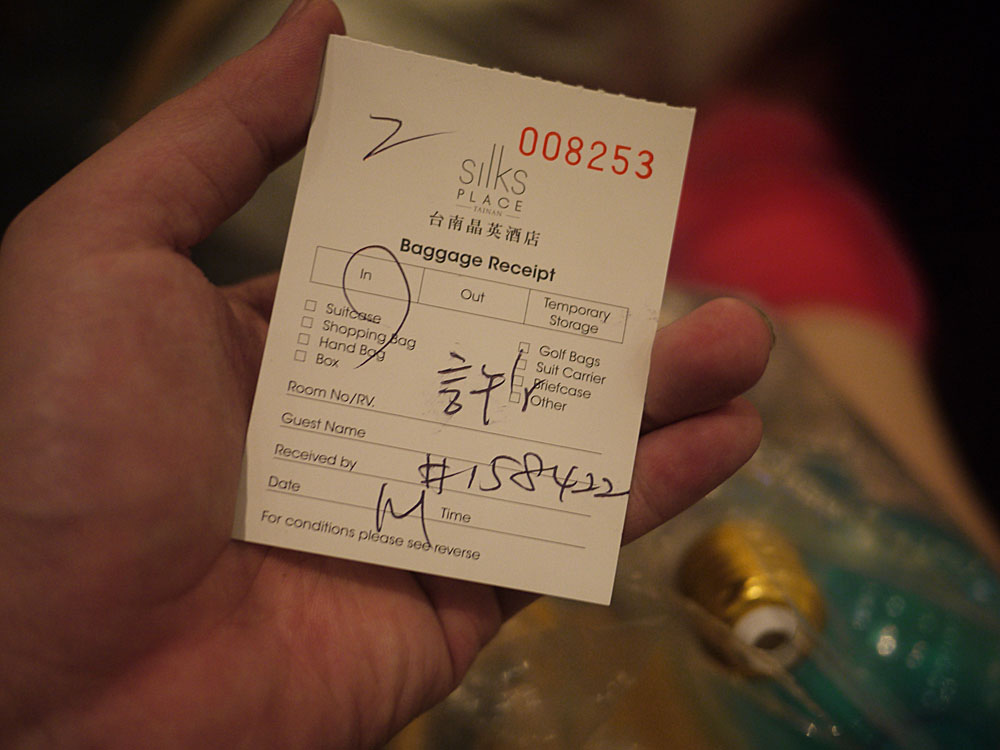 2
008253
silks
PLACE
TAINAN
台南晶英酒店
Baggage Receipt
In Out Temporary Storage
Suitcase
Shopping Bag
Hand Bag
Box
Golf Bags
Suit Carrier
Briefcase
Other
許's
Room No/RV.
Guest Name
Received by #158422
Date M Time
For conditions please see reverse